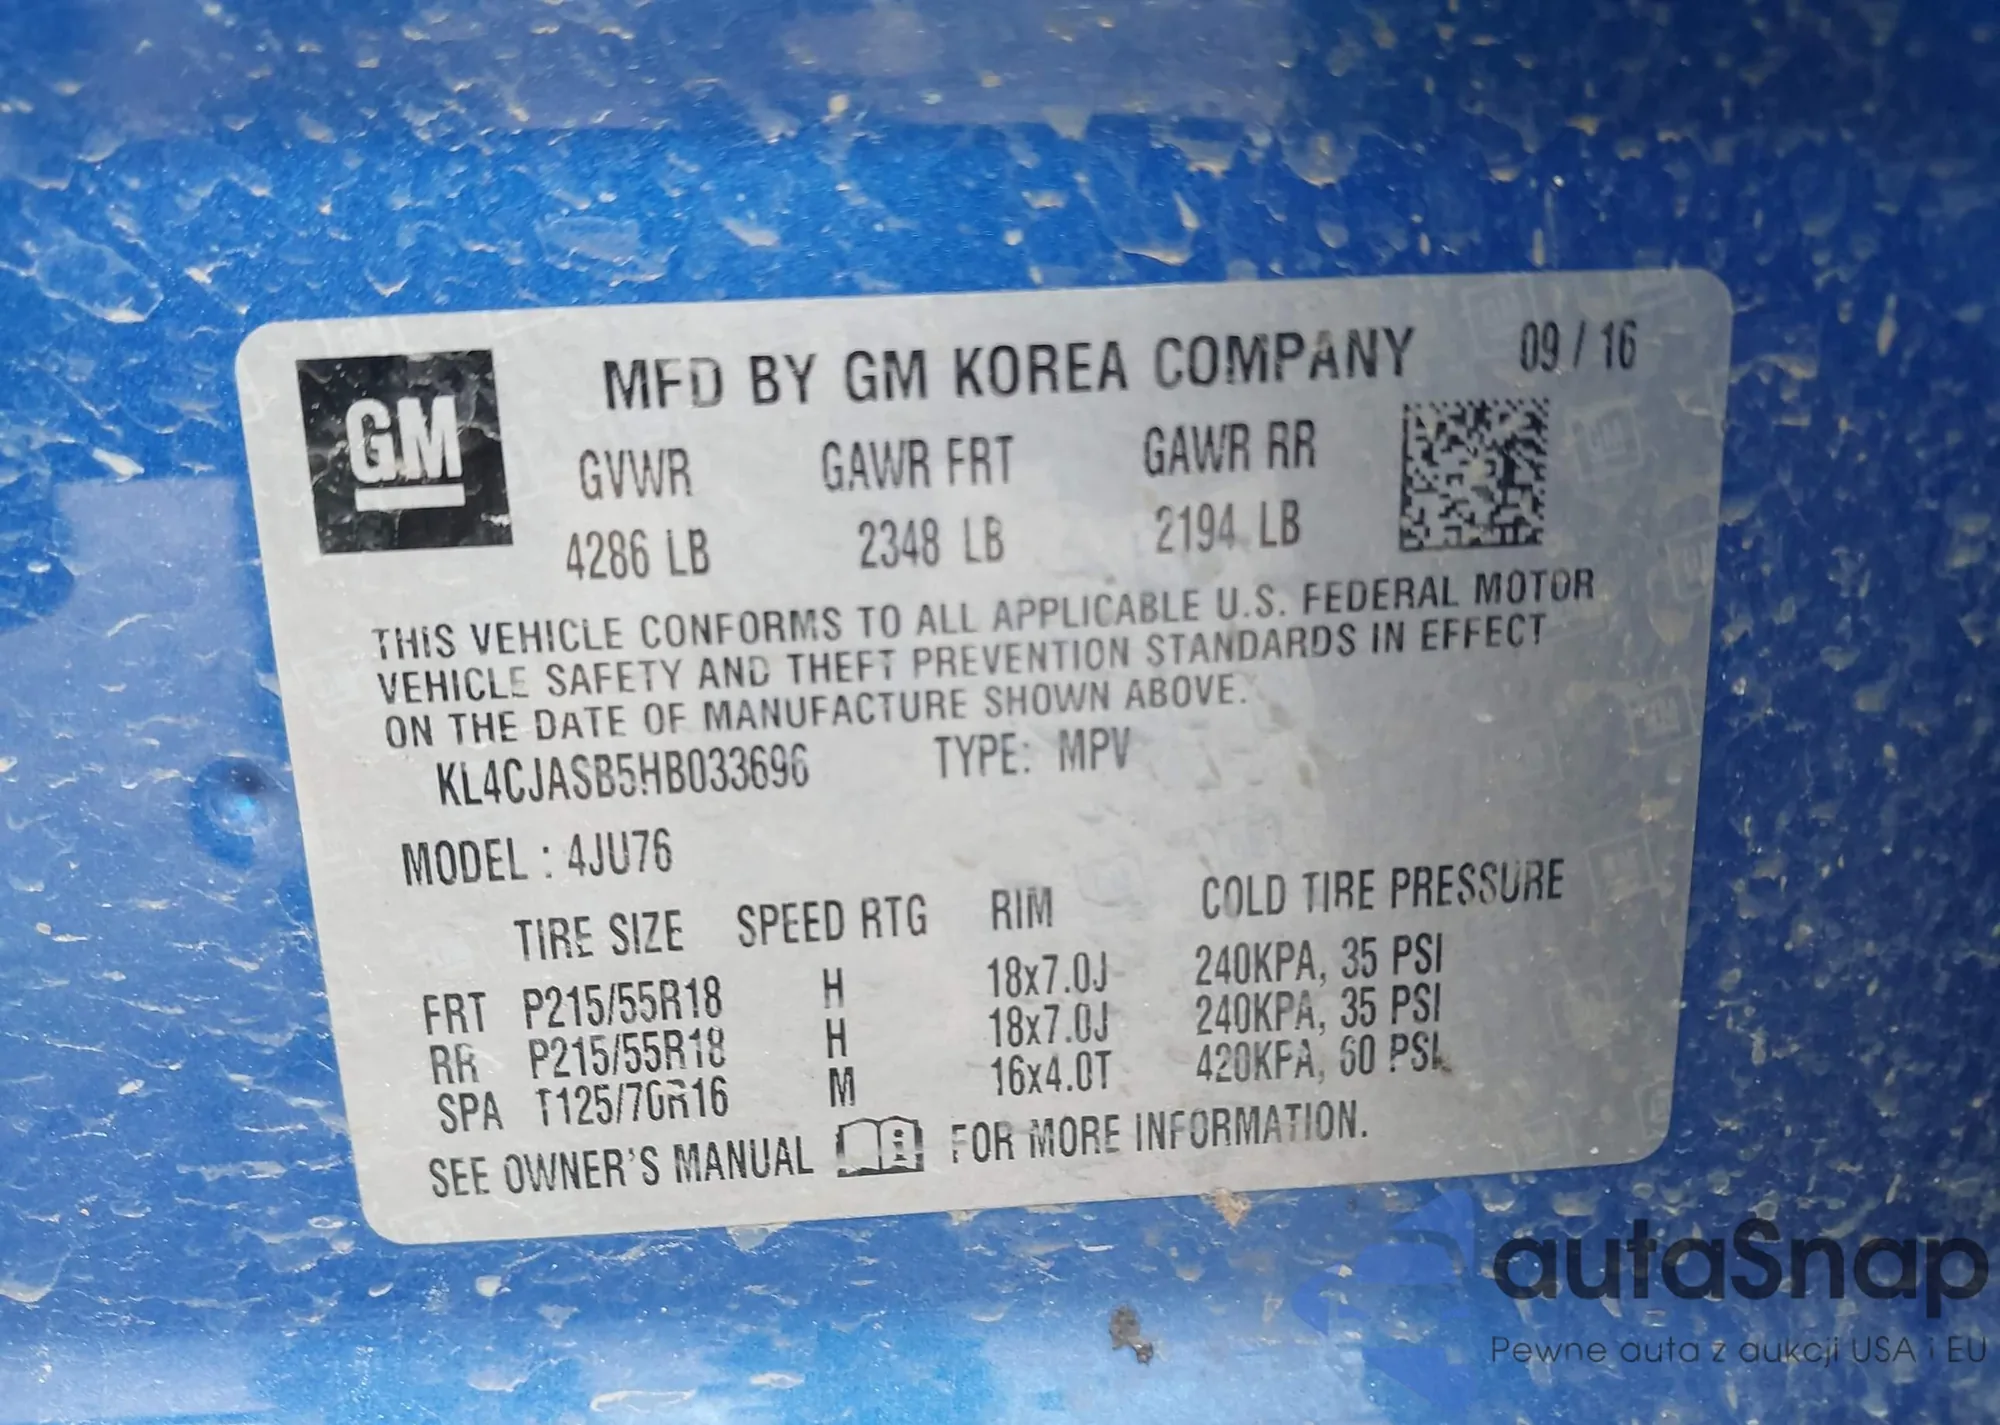 GM
MFD BY GM KOREA COMPANY 09 / 16
GVWR GAWR FRT GAWR RR
4286 LB 2348 LB 2194 LB
THIS VEHICLE CONFORMS TO ALL APPLICABLE U.S. FEDERAL MOTOR
VEHICLE SAFETY AND THEFT PREVENTION STANDARDS IN EFFECT
ON THE DATE OF MANUFACTURE SHOWN ABOVE.
KL4CJASB5HB033696 TYPE: MPV
MODEL : 4JU76
TIRE SIZE SPEED RTG RIM COLD TIRE PRESSURE
FRT P215/55R18 H 18x7.0J 240KPA, 35 PSI
RR P215/55R18 H 18x7.0J 240KPA, 35 PSI
SPA T125/70R16 M 16x4.0T 420KPA, 60 PSI
SEE OWNER'S MANUAL FOR MORE INFORMATION.
autaSnap
Pewne auta z aukcji USA i EU